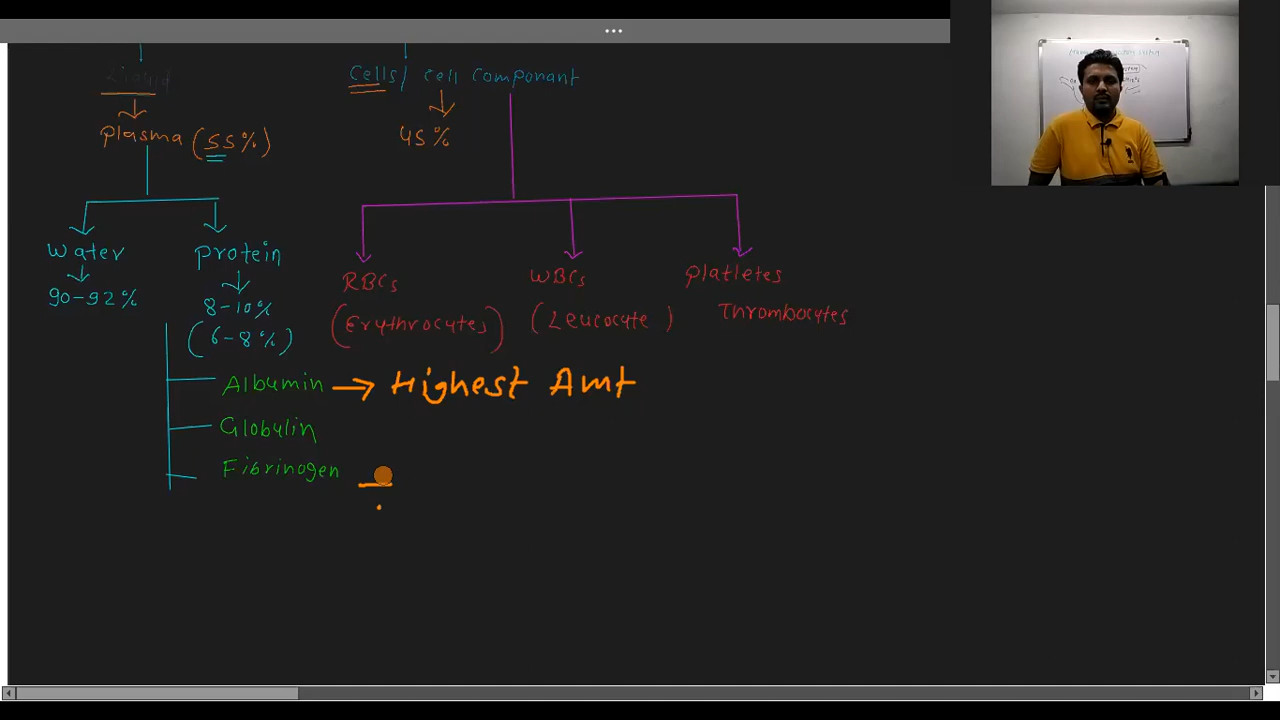 Liquid
Cells/ cell componant
plasma (55%)
45%
water
protein
90-92%
8-10%
(6-8%)
RBCs
WBCs
platletes
(Erythrocytes)
(Leucocyte )
Thrombocytes
Albumin → Highest Amt
Globulin
Fibrinogen